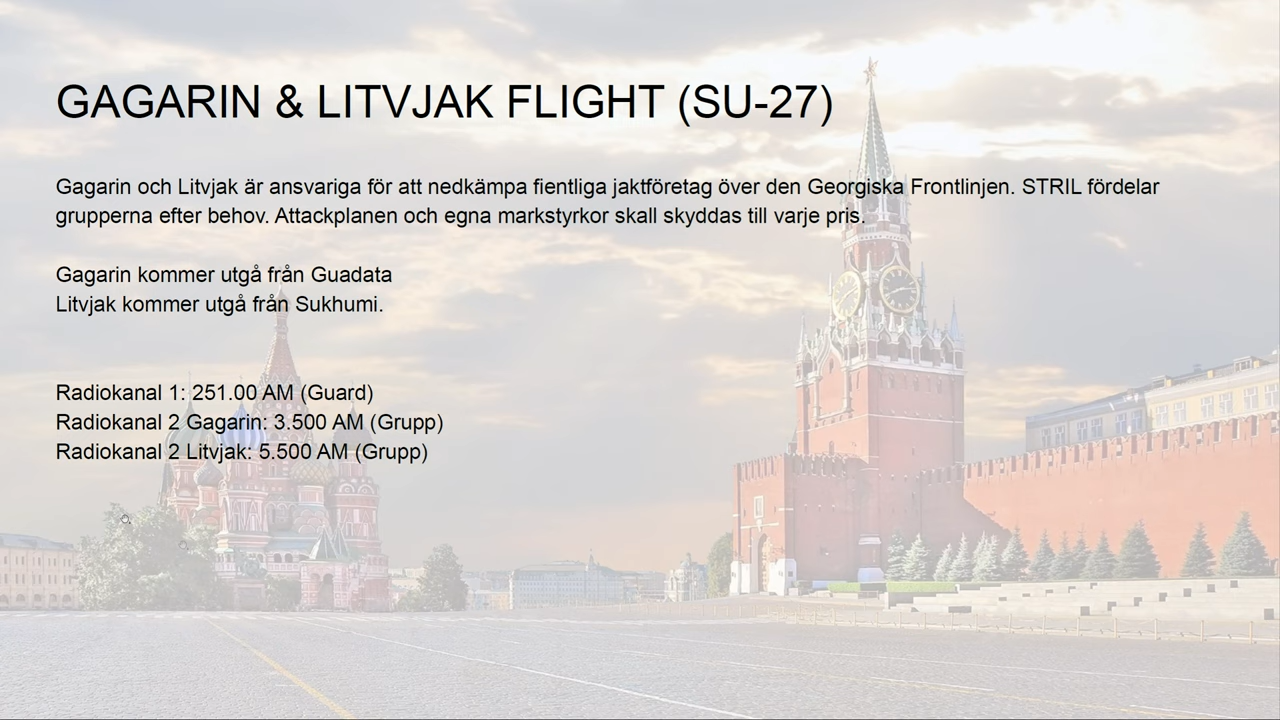 GAGARIN & LITVJAK FLIGHT (SU-27)
Gagarin och Litvjak är ansvariga för att nedkämpa fientliga jaktföretag över den Georgiska Frontlinjen. STRIL fördelar
grupperna efter behov. Attackplanen och egna markstyrkor skall skyddas till varje pris.
Gagarin kommer utgå från Guadata
Litvjak kommer utgå från Sukhumi.
Radiokanal 1: 251.00 AM (Guard)
Radiokanal 2 Gagarin: 3.500 AM (Grupp)
Radiokanal 2 Litvjak: 5.500 AM (Grupp)